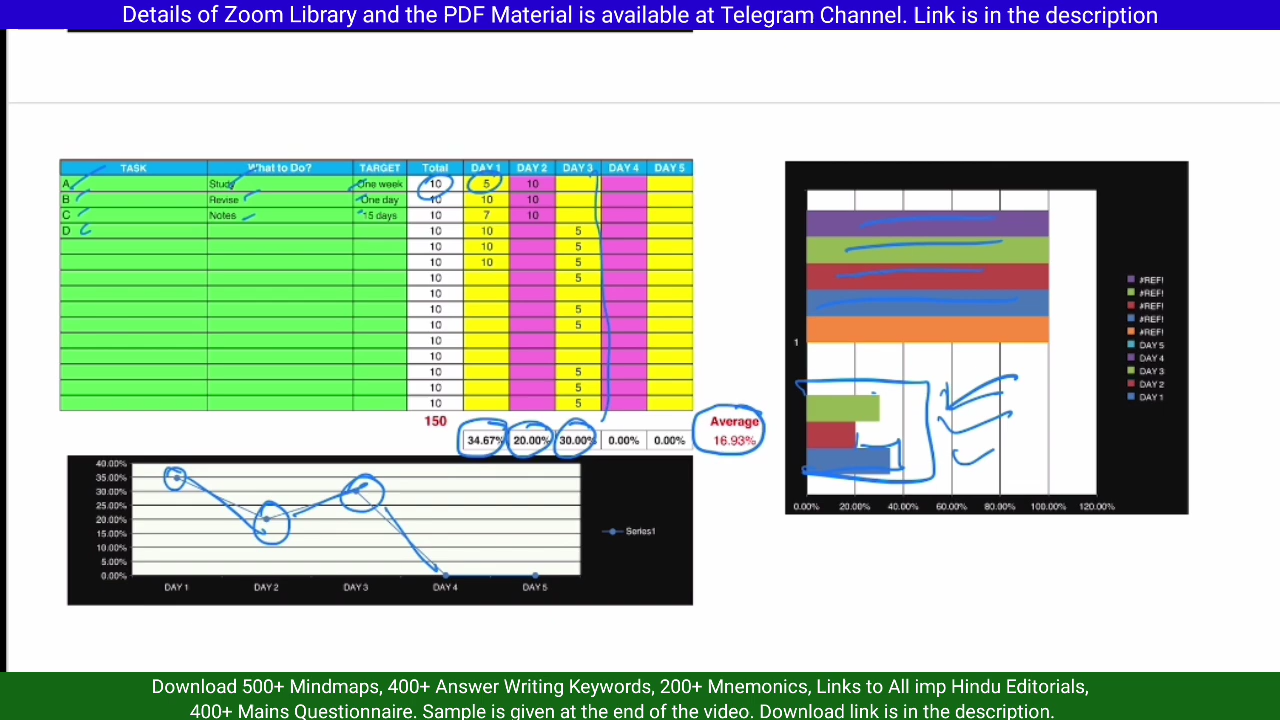 Details of Zoom Library and the PDF Material is available at Telegram Channel. Link is in the description
TASK What to Do? TARGET Total DAY 1 DAY 2 DAY 3 DAY 4 DAY 5
A Study One week 10 5 10
B Revise One day 10 10 10
C Notes 15 days 10 7 10
D 10 10 5
10 10 5
10 10 5
10 5
10
10 5
10 5
10
10
10 5
10 5
10 5
150 Average
34.67% 20.00% 30.00% 0.00% 0.00% 16.93%
40.00%
35.00%
30.00%
25.00%
20.00%
15.00%
10.00%
5.00%
0.00%
DAY 1 DAY 2 DAY 3 DAY 4 DAY 5
Series1
1
0.00% 20.00% 40.00% 60.00% 80.00% 100.00% 120.00%
#REF!
#REF!
#REF!
#REF!
#REF!
DAY 5
DAY 4
DAY 3
DAY 2
DAY 1
Download 500+ Mindmaps, 400+ Answer Writing Keywords, 200+ Mnemonics, Links to All imp Hindu Editorials,
400+ Mains Questionnaire. Sample is given at the end of the video. Download link is in the description.